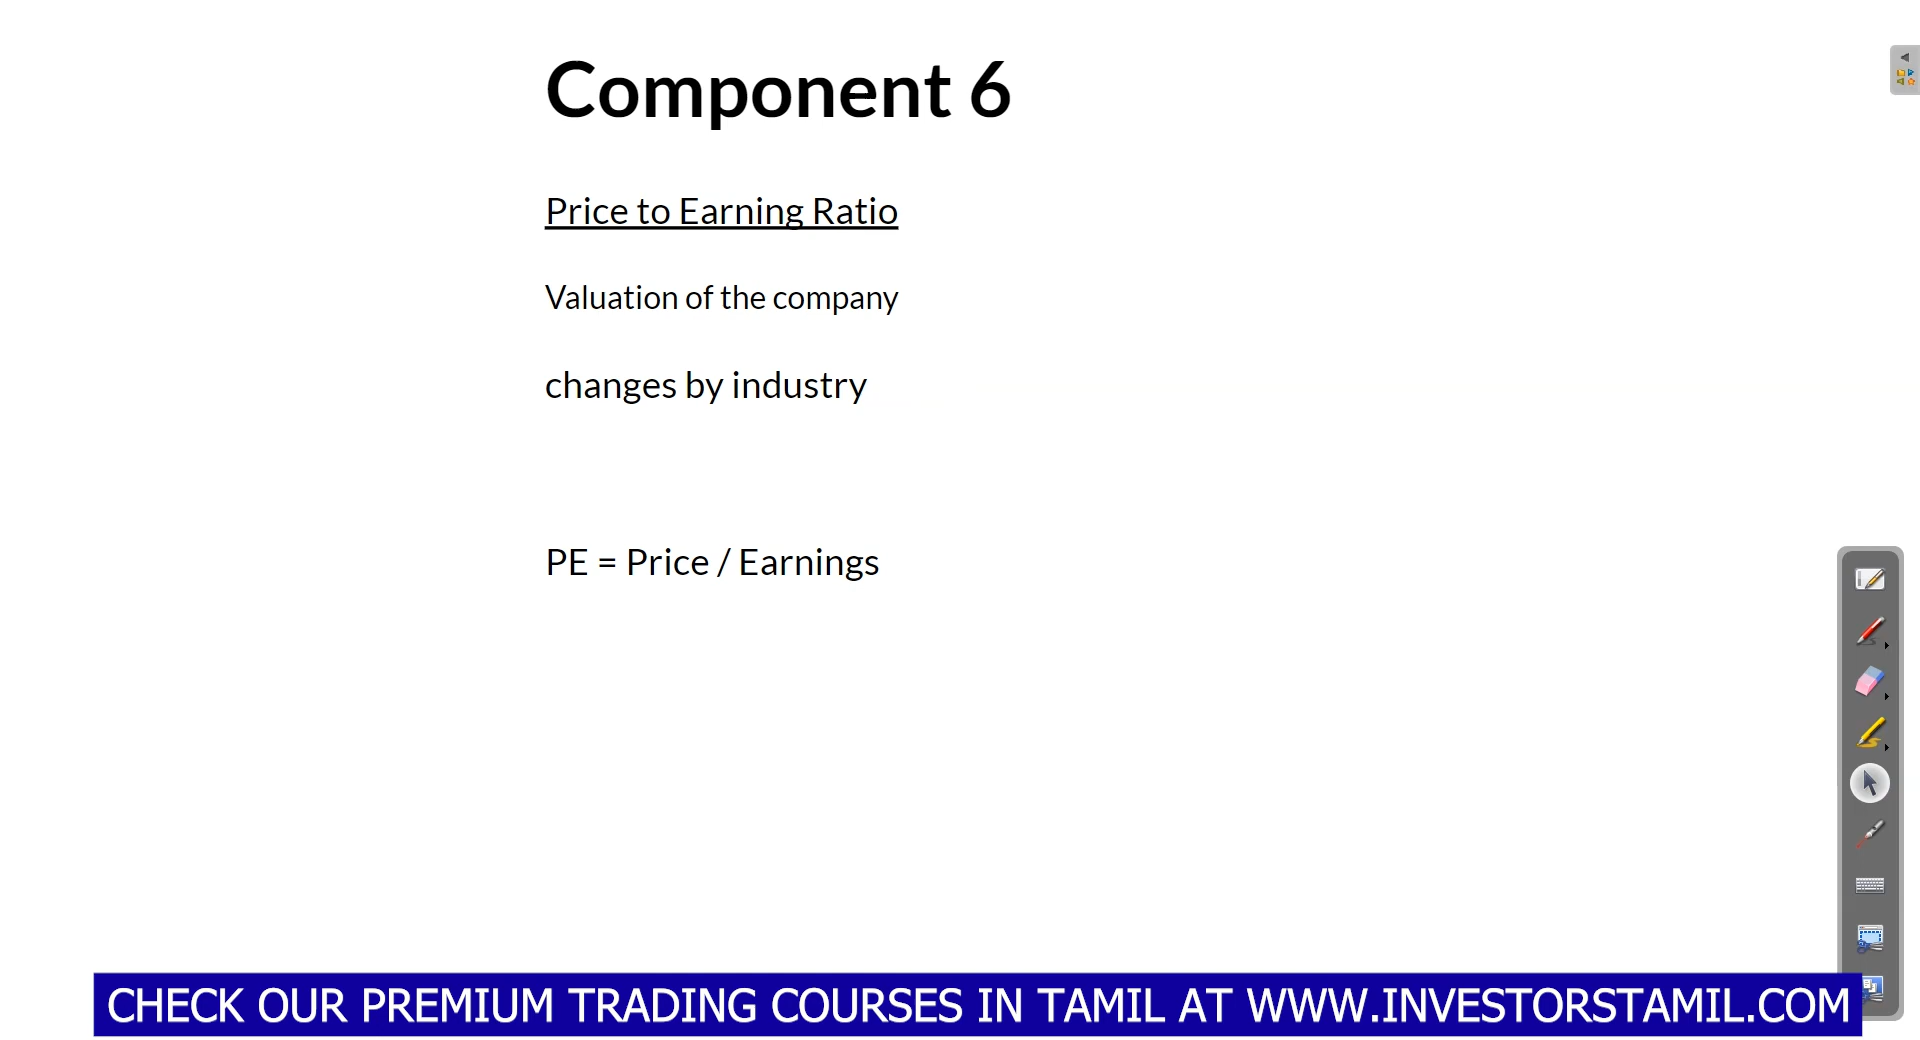 Component 6
Price to Earning Ratio
Valuation of the company
changes by industry
PE = Price / Earnings
CHECK OUR PREMIUM TRADING COURSES IN TAMIL AT WWW.INVESTORSTAMIL.COM